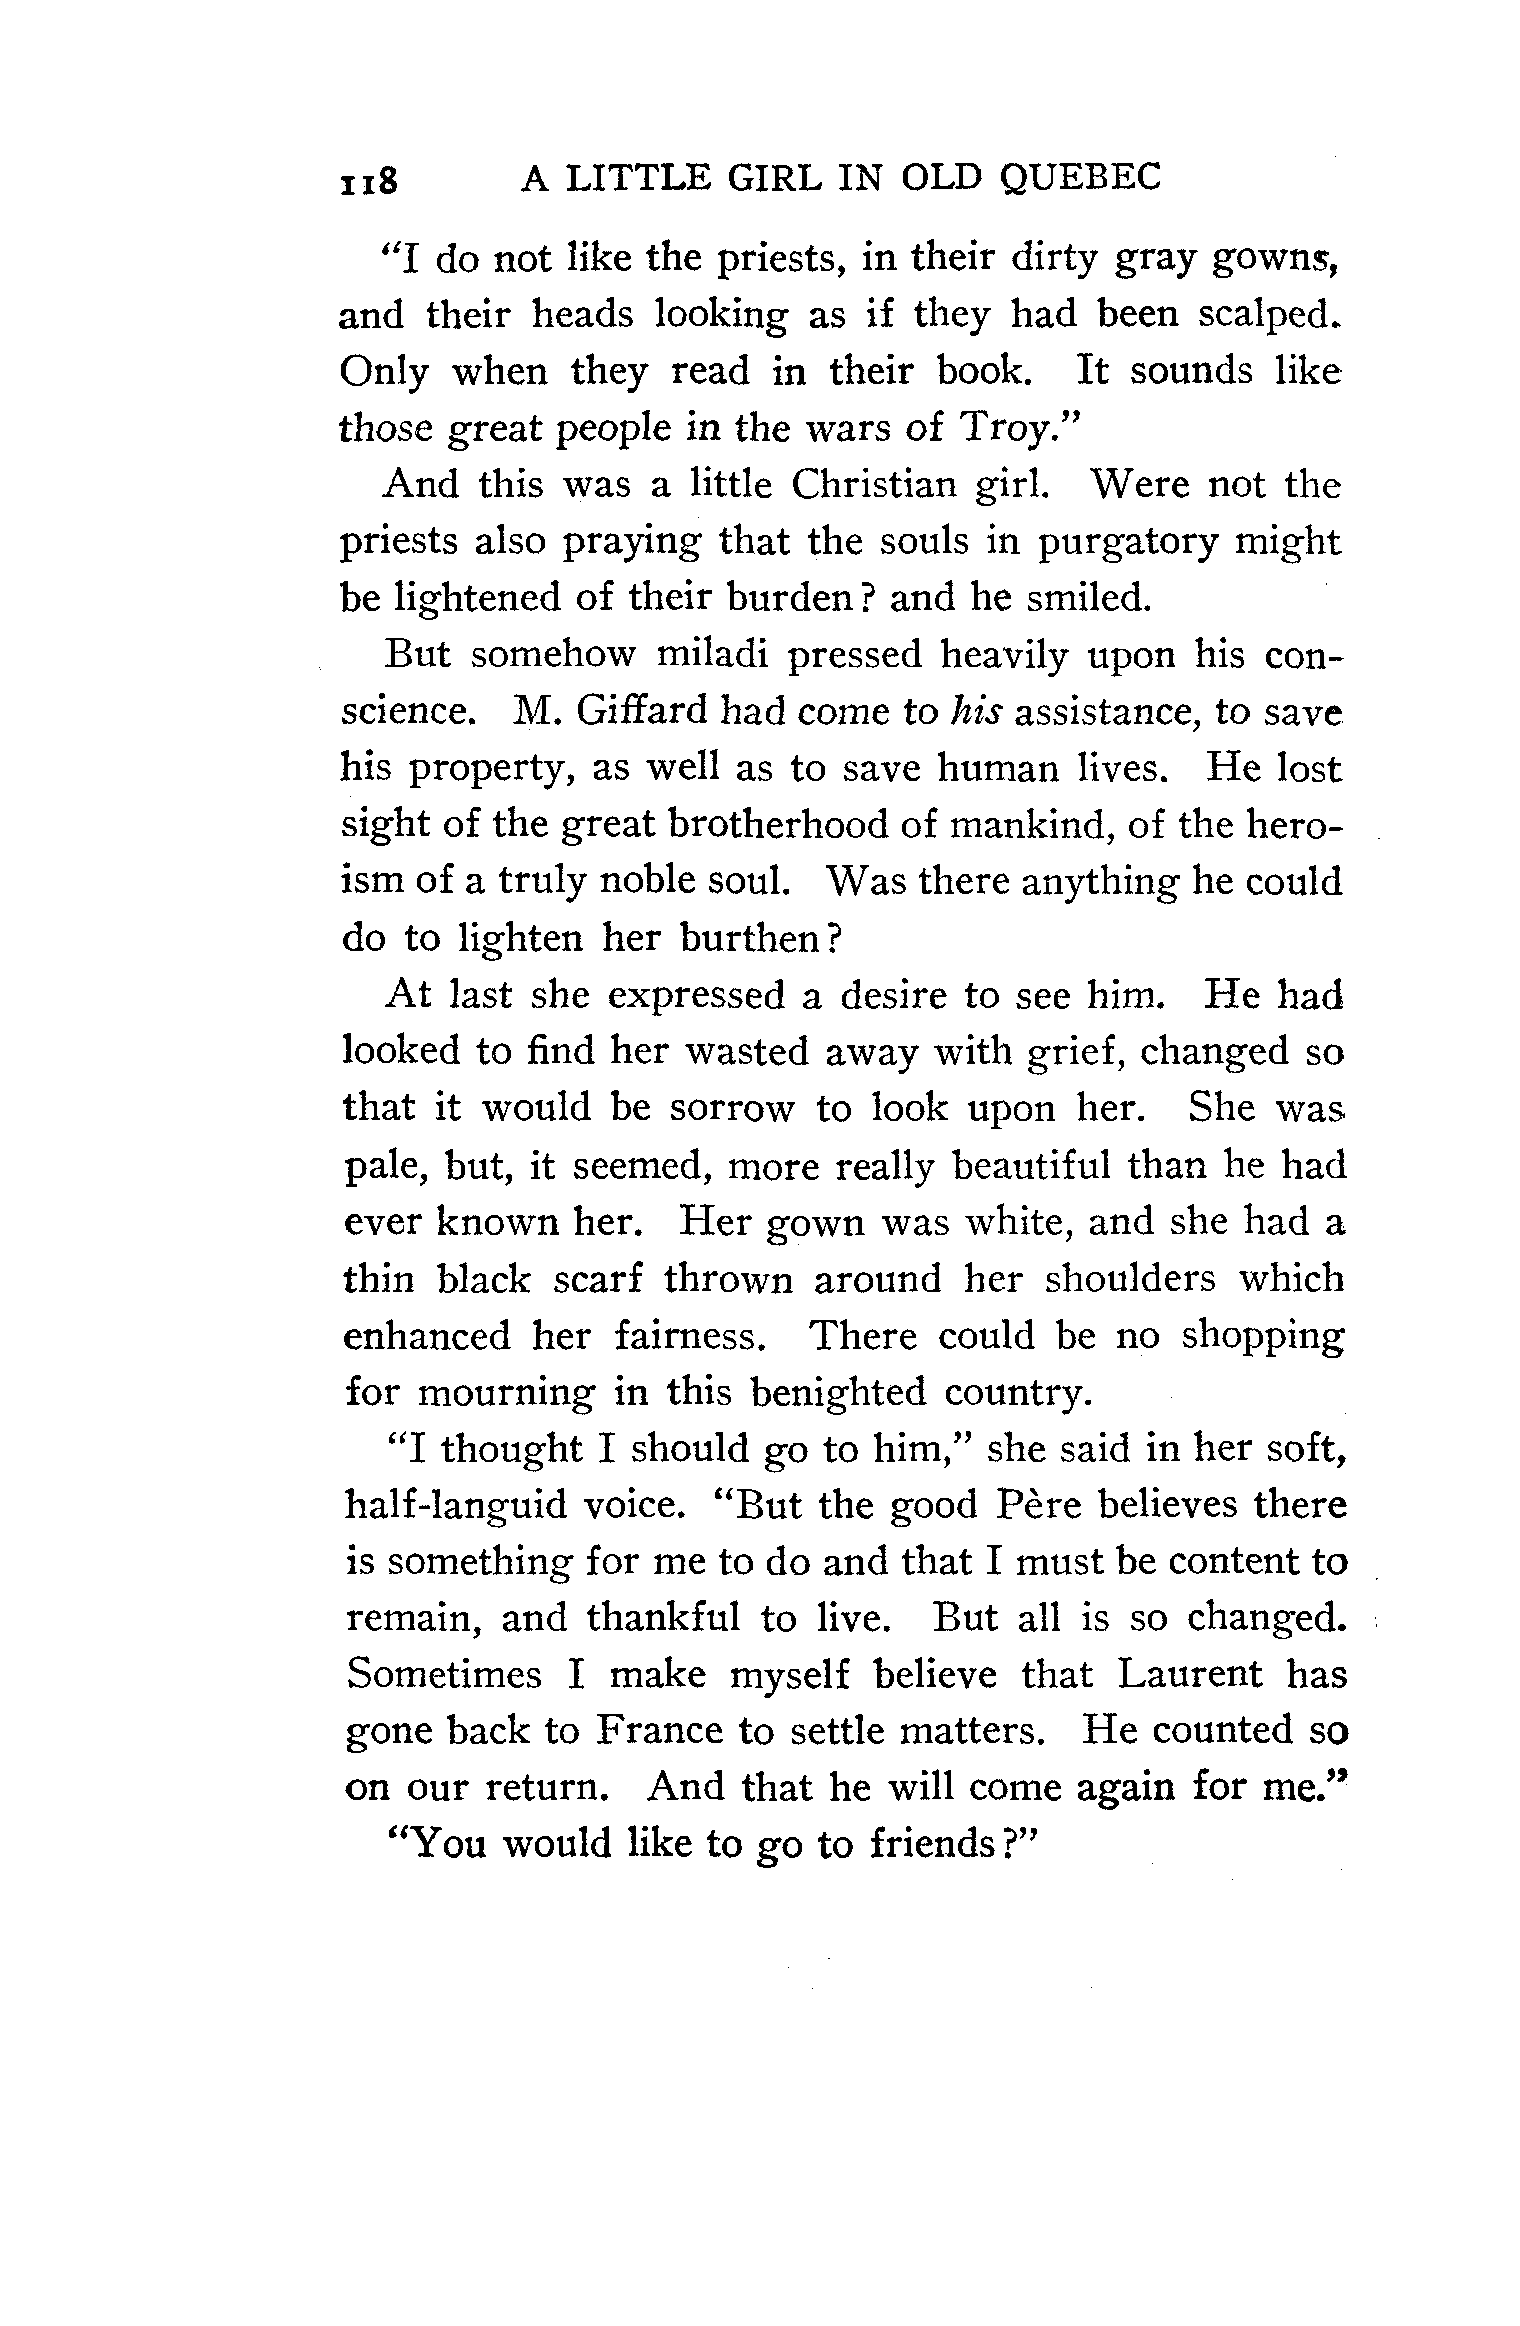 118 A LITTLE GIRL IN OLD QUEBEC
“I do not like the priests, in their dirty gray gowns,
and their heads looking as if they had been scalped.
Only when they read in their book. It sounds like
those great people in the wars of Troy.”
And this was a little Christian girl. Were not the
priests also praying that the souls in purgatory might
be lightened of their burden? and he smiled.
But somehow miladi pressed heavily upon his con-
science. M. Giffard had come to his assistance, to save
his property, as well as to save human lives. He lost
sight of the great brotherhood of mankind, of the hero-
ism of a truly noble soul. Was there anything he could
do to lighten her burthen?
At last she expressed a desire to see him. He had
looked to find her wasted away with grief, changed so
that it would be sorrow to look upon her. She was
pale, but, it seemed, more really beautiful than he had
ever known her. Her gown was white, and she had a
thin black scarf thrown around her shoulders which
enhanced her fairness. There could be no shopping
for mourning in this benighted country.
“I thought I should go to him,” she said in her soft,
half-languid voice. “But the good Père believes there
is something for me to do and that I must be content to
remain, and thankful to live. But all is so changed.
Sometimes I make myself believe that Laurent has
gone back to France to settle matters. He counted so
on our return. And that he will come again for me.”
“You would like to go to friends?”